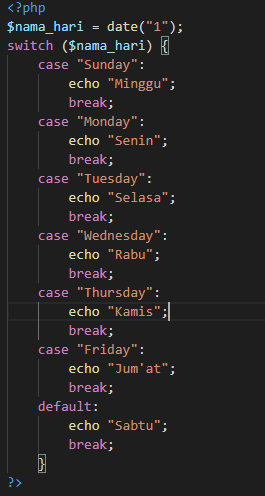 <?php
$nama_hari = date("1");
switch ($nama_hari) {
    case "Sunday":
        echo "Minggu";
        break;
    case "Monday":
        echo "Senin";
        break;
    case "Tuesday":
        echo "Selasa";
        break;
    case "Wednesday":
        echo "Rabu";
        break;
    case "Thursday":
        echo "Kamis";
        break;
    case "Friday":
        echo "Jum'at";
        break;
    default:
        echo "Sabtu";
        break;
    }
?>